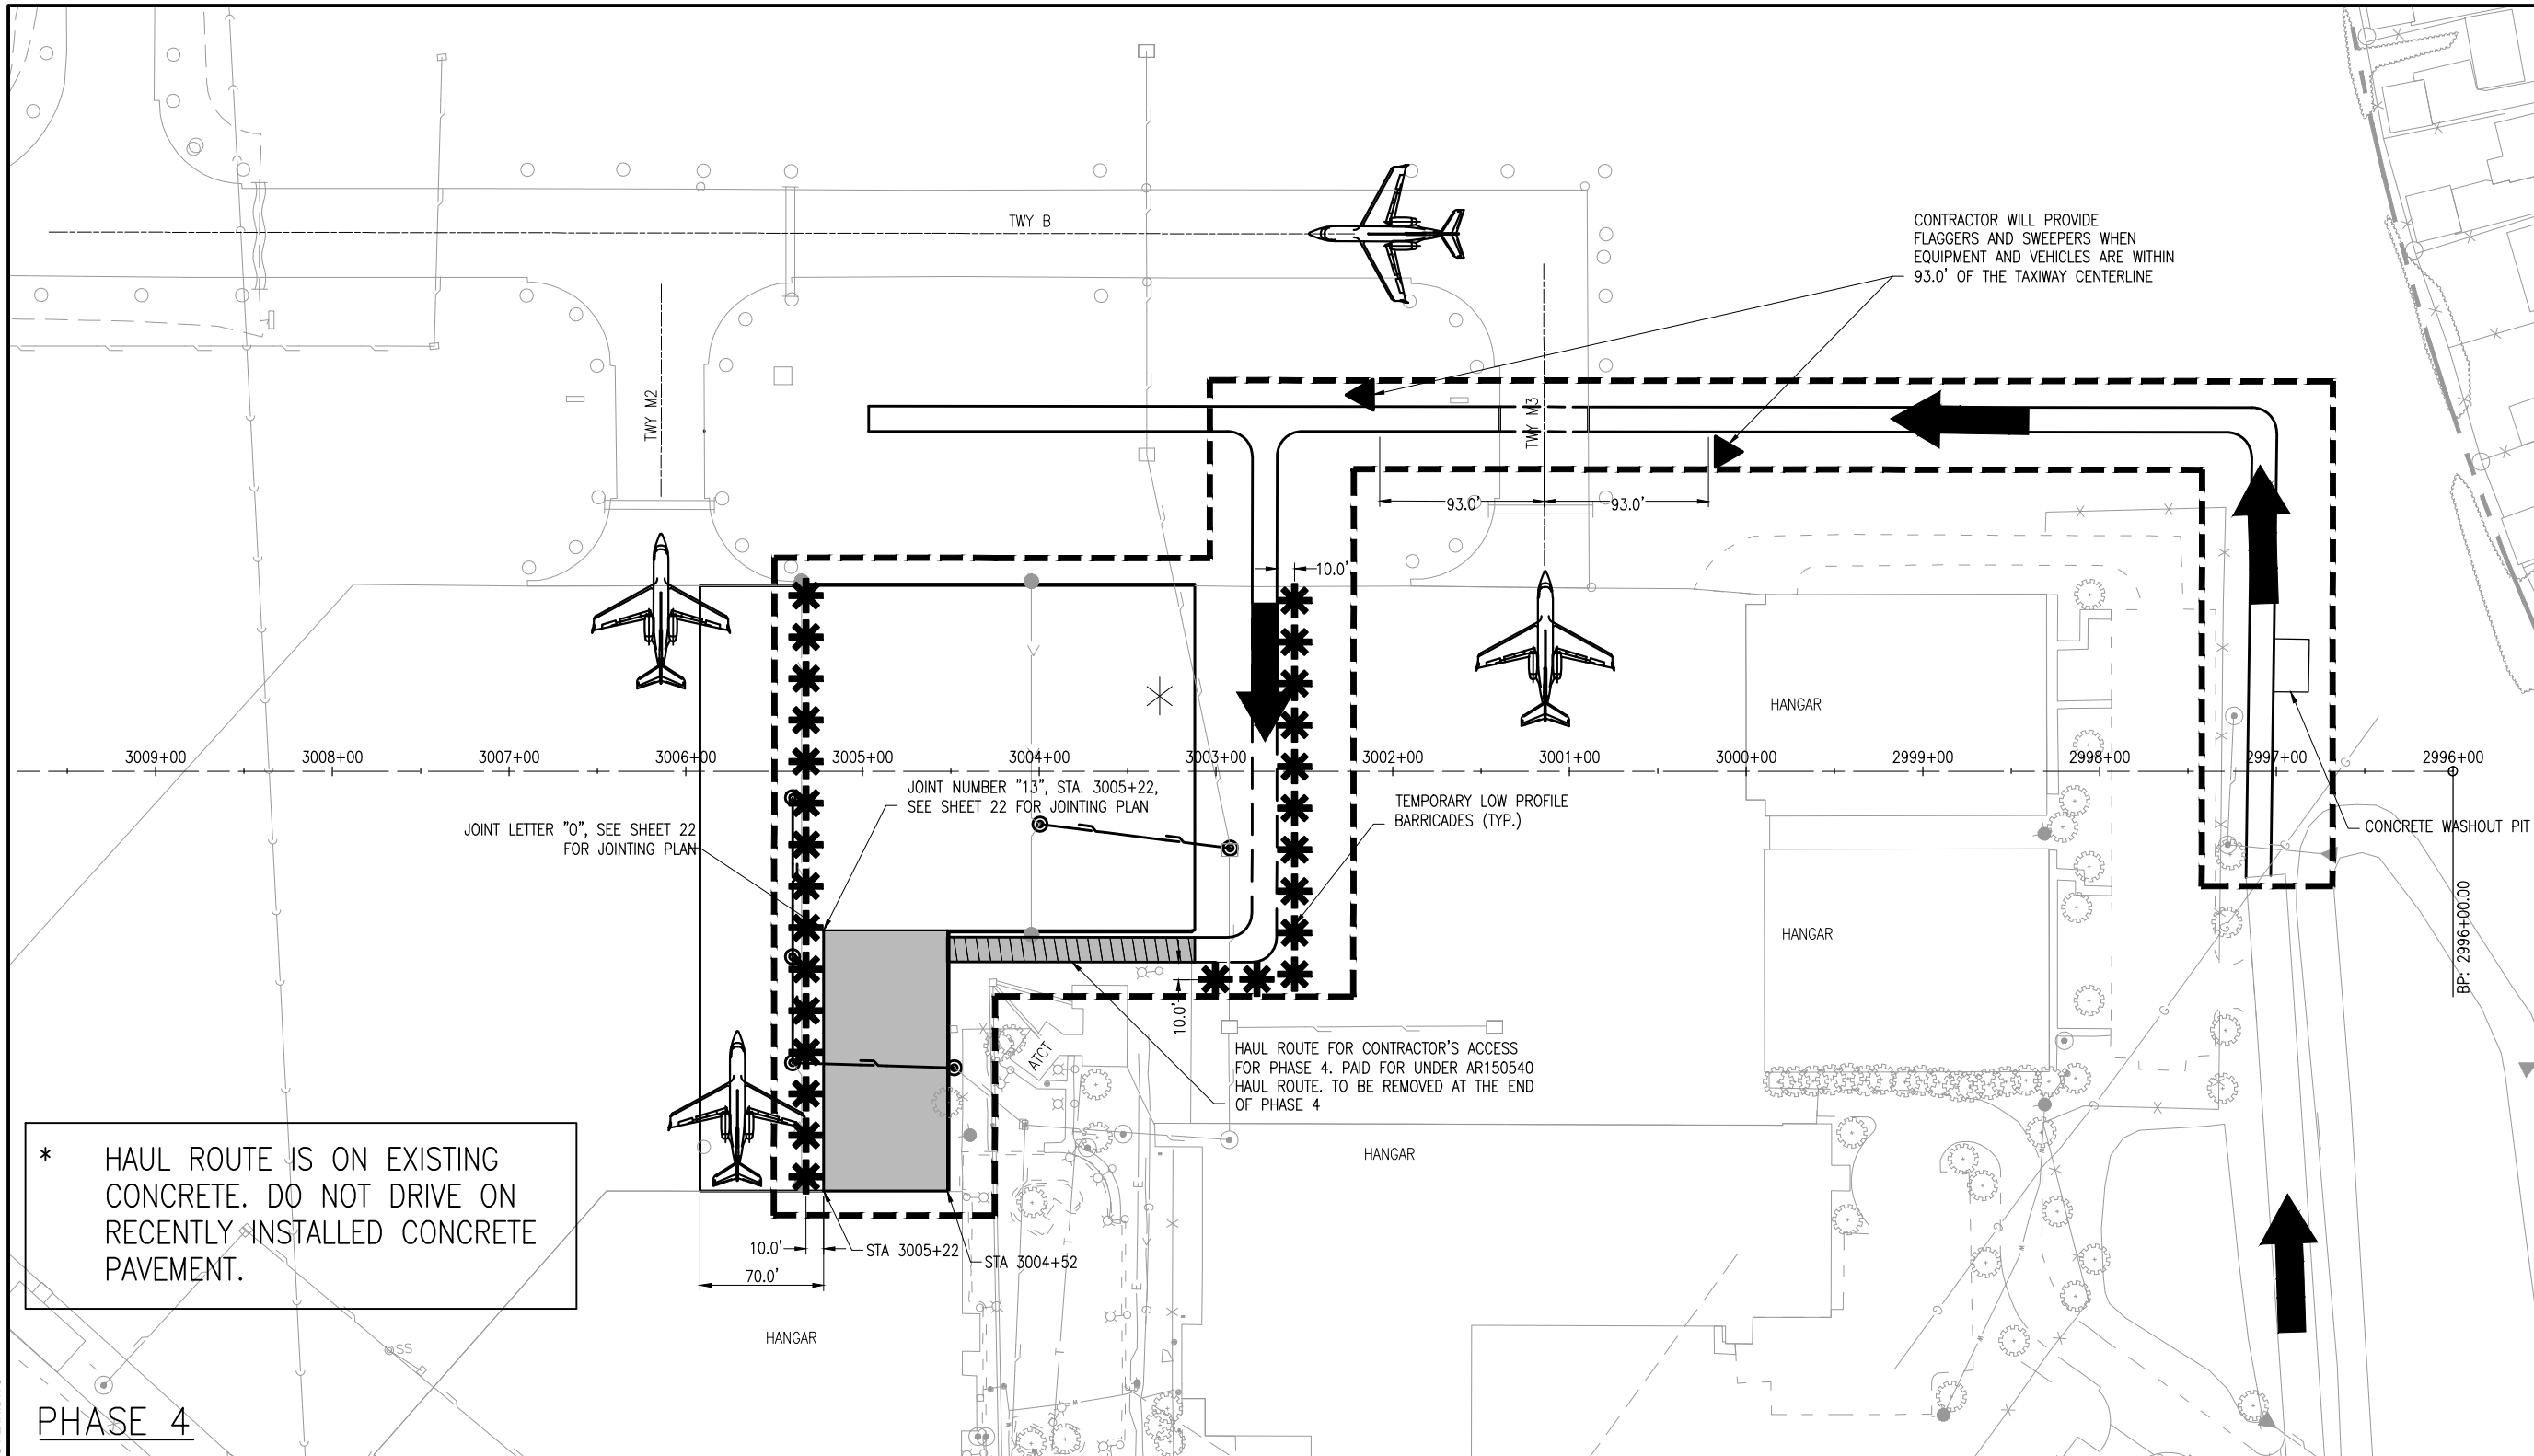 TWY B
CONTRACTOR WILL PROVIDE
FLAGGERS AND SWEEPERS WHEN
EQUIPMENT AND VEHICLES ARE WITHIN
93.0' OF THE TAXIWAY CENTERLINE
TWY M2
TWY M3
93.0'
93.0'
10.0'
HANGAR
3009+00
3008+00
3007+00
3006+00
3005+00
3004+00
3003+00
3002+00
3001+00
3000+00
2999+00
2998+00
2997+00
2996+00
JOINT NUMBER "13", STA. 3005+22,
SEE SHEET 22 FOR JOINTING PLAN
JOINT LETTER "O", SEE SHEET 22
FOR JOINTING PLAN
TEMPORARY LOW PROFILE
BARRICADES (TYP.)
CONCRETE WASHOUT PIT
BP: 2996+00.00
HANGAR
10.0'
ATCT
HAUL ROUTE FOR CONTRACTOR'S ACCESS
FOR PHASE 4. PAID FOR UNDER AR150540
HAUL ROUTE. TO BE REMOVED AT THE END
OF PHASE 4
HANGAR
* HAUL ROUTE IS ON EXISTING
CONCRETE. DO NOT DRIVE ON
RECENTLY INSTALLED CONCRETE
PAVEMENT.
10.0'
STA 3005+22
STA 3004+52
70.0'
HANGAR
SS
PHASE 4